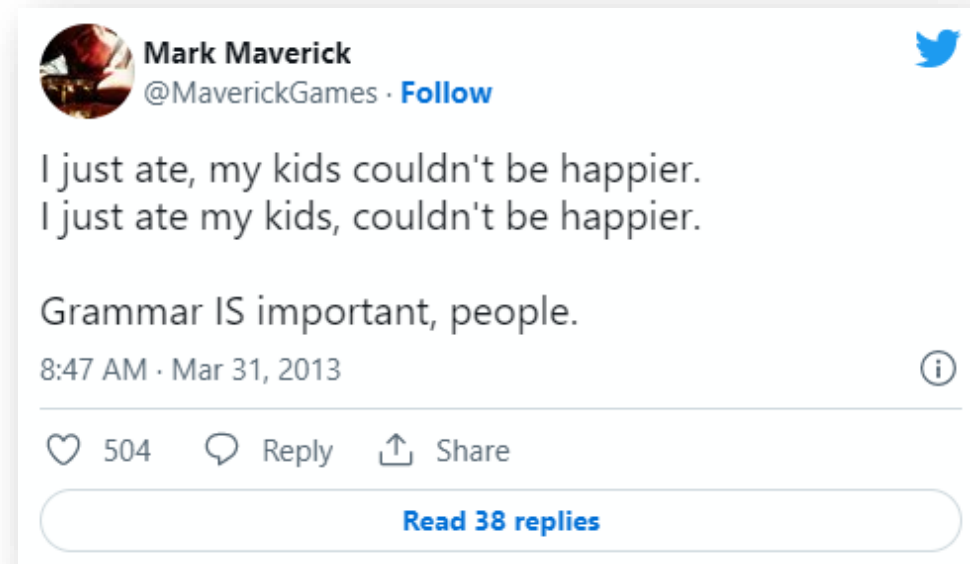 Mark Maverick
@MaverickGames · Follow
I just ate, my kids couldn't be happier.
I just ate my kids, couldn't be happier.
Grammar IS important, people.
8:47 AM · Mar 31, 2013
504 Reply Share
Read 38 replies